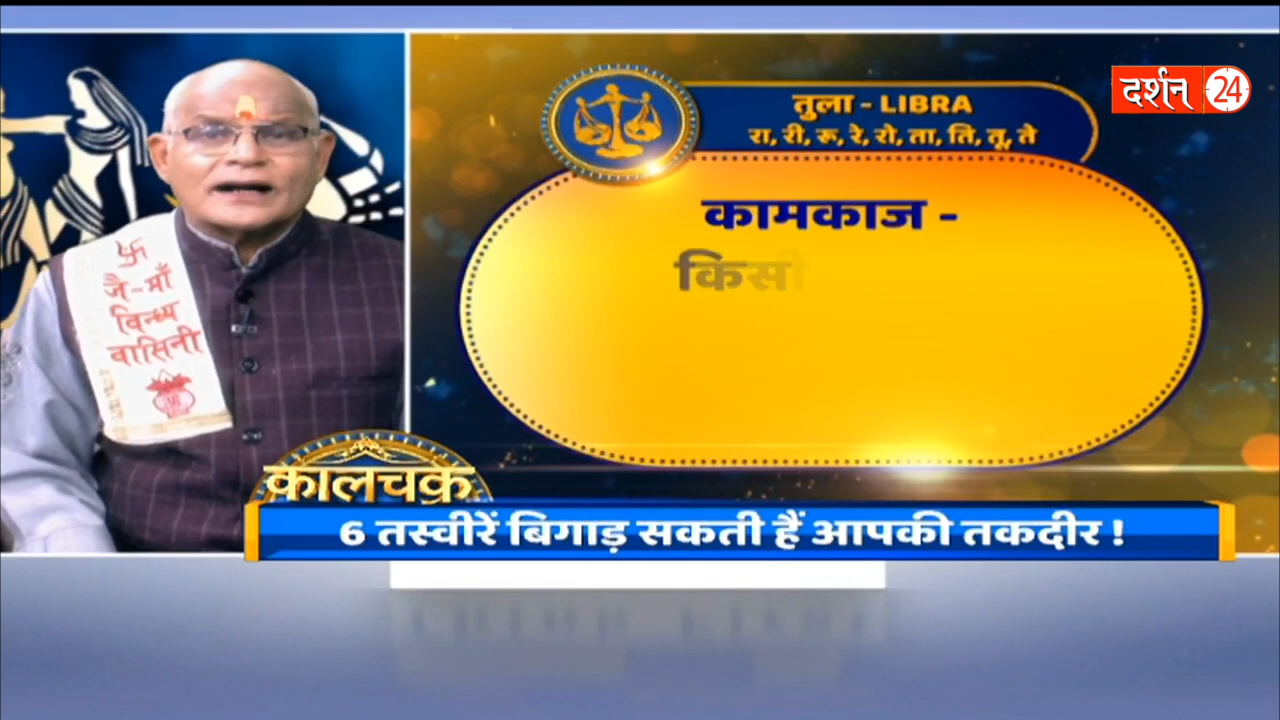 दर्शन 24
तुला - LIBRA
रा, री, रू, रे, रो, ता, ति, तू, ते
कामकाज -
किसी
जै-माँ
विन्ध्य
वासिनी
कालचक्र
6 तस्वीरें बिगाड़ सकती हैं आपकी तकदीर !